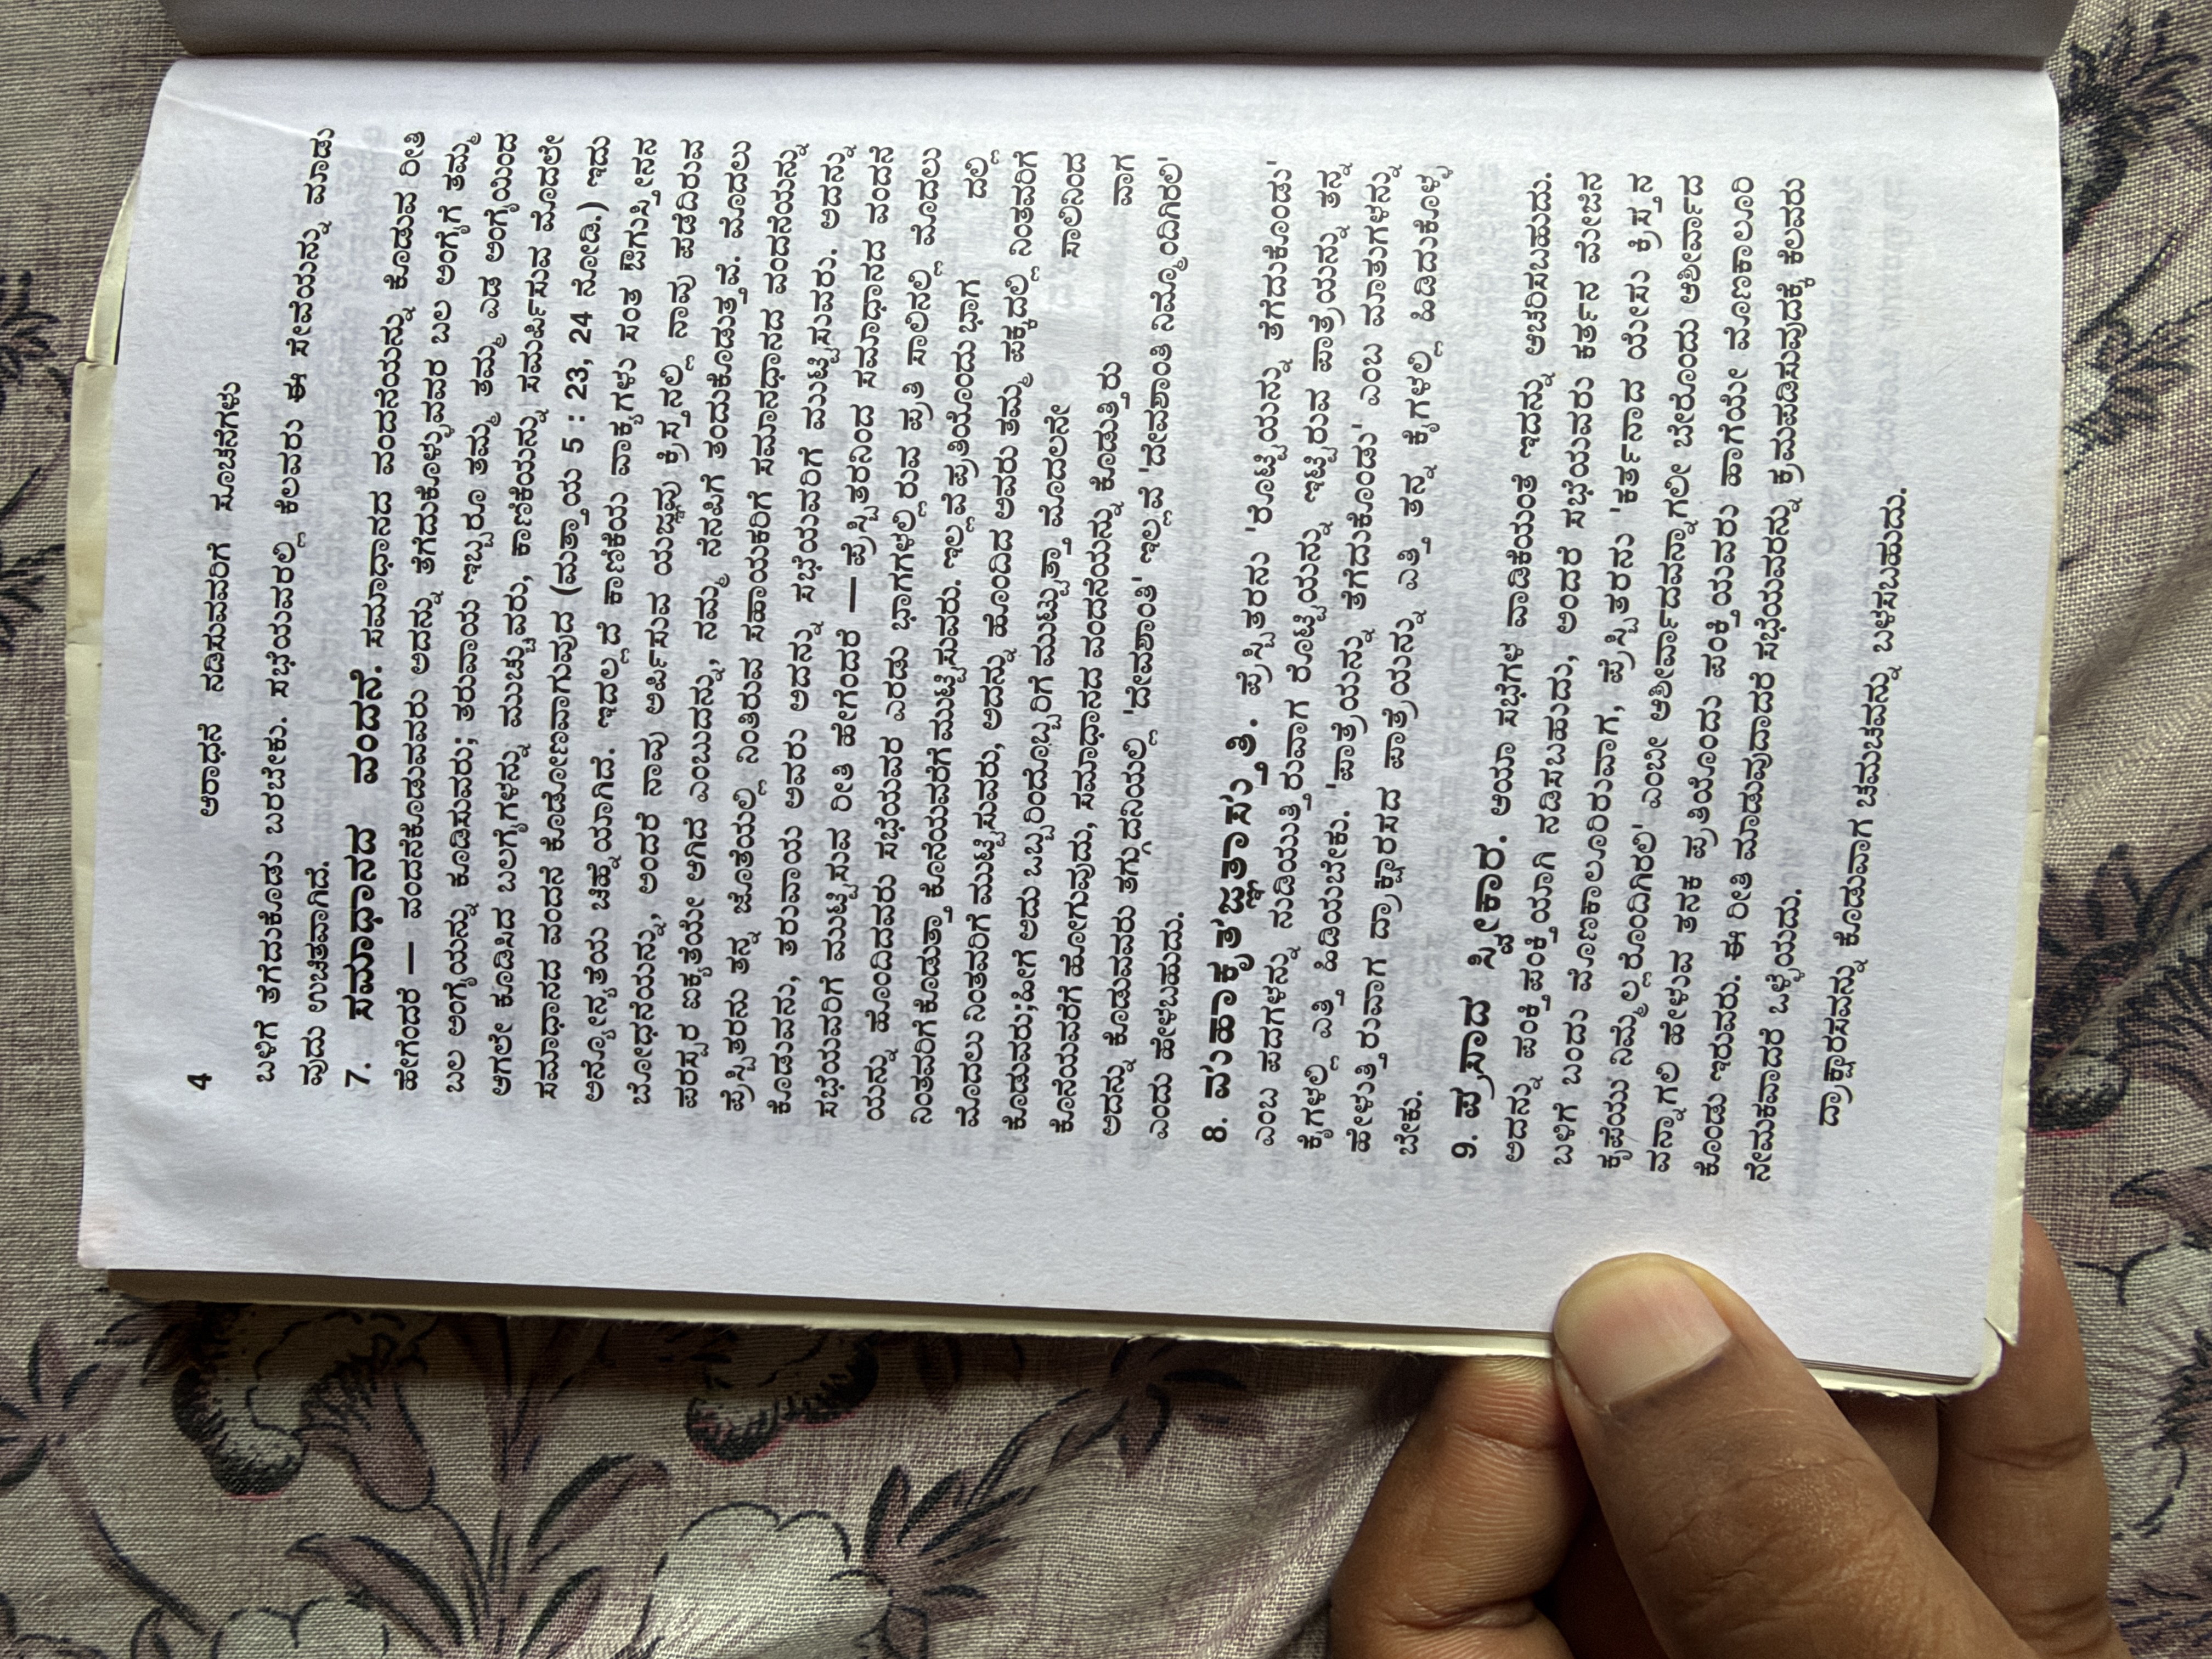 4 ಆರಾಧನೆ ನಡಿಸುವವರಿಗೆ ಸೂಚನೆಗಳು
ಬಳಿಗೆ ತೆಗೆದುಕೊಡು ಬರಬೇಕು. ಸಭೆಯವರಲ್ಲಿ ಕೆಲವರು ಈ ಸೇವೆಯನ್ನು ಮಾಡು
ವುದು ಉಚಿತವಾಗಿದೆ.
7. ಸಮಾಧಾನದ ವಂದನೆ. ಸಮಾಧಾನದ ವಂದನೆಯನ್ನು ಕೊಡುವ ರೀತಿ
ಹೇಗೆಂದರೆ — ವಂದನೆಕೊಡುವವರು ಅದನ್ನು ತೆಗೆದುಕೊಳ್ಳುವವರ ಬಲ ಅಂಗೈಗೆ ತಮ್ಮ
ಬಲ ಅಂಗೈಯನ್ನು ಕೂಡಿಸುವರು; ತರುವಾಯ ಇಬ್ಬರೂ ತಮ್ಮ ತಮ್ಮ ಎಡ ಅಂಗೈಯಿಂದ
ಆಗಲೇ ಕೂಡಿಸಿದ ಬಲಗೈಗಳನ್ನು ಮುಚ್ಚುವರು, ಕಾಣಿಕೆಯನ್ನು ಸಮರ್ಪಿಸುವ ಮೊದಲೇ
ಸಮಾಧಾನದ ವಂದನೆ ಕೊಡೋಣವಾಗುವುದ (ಮತ್ತಾಯ 5 : 23, 24 ನೋಡಿ.) ಇದು
ಅನ್ಯೋನ್ಯತೆಯ ಚಿಹ್ನೆಯಾಗಿದೆ. ಇದಲ್ಲದೆ ಕಾಣಿಕೆಯ ವಾಕ್ಯಗಳು ಸಂತ ಔಗುಸ್ತೀನನ
ಬೋಧನೆಯನ್ನು, ಅಂದರೆ ನಾವು ಅರ್ಪಿಸುವ ಯಜ್ಞವು ಕ್ರಿಸ್ತನಲ್ಲಿ ನಾವು ಪಡೆದಿರುವ
ಪರಸ್ಪರ ಐಕ್ಯತೆಯೇ ಆಗಿದೆ ಎಂಬುದನ್ನು, ನಮ್ಮ ನೆನಪಿಗೆ ತಂದುಕೊಡುತ್ತವೆ. ಮೊದಲು
ಪ್ರೆಸ್ಬಿತರನು ತನ್ನ ಜೊತೆಯಲ್ಲಿ ನಿಂತಿರುವ ಸಹಾಯಕರಿಗೆ ಸಮಾನಧಾನದ ವಂದನೆಯನ್ನು
ಕೊಡುವನು, ತರುವಾಯ ಅವರು ಅದನ್ನು ಸಭೆಯವರಿಗೆ ಮುಟ್ಟಿಸುವರು. ಅದನ್ನು
ಸಭೆಯವರಿಗೆ ಮುಟ್ಟಿಸುವ ರೀತಿ ಹೇಗೆಂದರೆ — ಪ್ರೆಸ್ಬಿತರನಿಂದ ಸಮಾಧಾನದ ವಂದನೆ
ಯನ್ನು ಹೊಂದಿದವರು ಸಭೆಯವರ ಎರಡು ಭಾಗಗಳಲ್ಲಿರುವ ಪ್ರತಿ ಸಾಲಿನಲ್ಲಿ ಮೊದಲು
ನಿಂತವರಿಗೆ ಕೊಡುತ್ತಾ ಕೊನೆಯವರೆಗೆ ಮುಟ್ಟಿಸುವರು. ಇಲ್ಲವೆ ಪ್ರತಿಯೊಂದು ಭಾಗ ದಲ್ಲಿ
ಮೊದಲು ನಿಂತವರಿಗೆ ಮುಟ್ಟಿಸುವರು, ಅದನ್ನು ಹೊಂದಿದ ಅವರು ತಮ್ಮ ಪಕ್ಕದಲ್ಲಿ ನಿಂತವರಿಗೆ
ಕೊಡುವರು;ಹೀಗೆ ಅದು ಒಬ್ಬರಿಂದೊಬ್ಬರಿಗೆ ಮುಟ್ಟುತ್ತಾ ಮೊದಲನೇ ಸಾಲಿನಿಂದ
ಕೊನೆಯವರೆಗೆ ಹೋಗುವುದು, ಸಮಾಧಾನದ ವಂದನೆಯನ್ನು ಕೊಡುತ್ತಿರು ವಾಗ
ಅದನ್ನು ಕೊಡುವವರು ತಗ್ಗುದನಿಯಲ್ಲಿ 'ದೇವಶಾಂತಿ' ಇಲ್ಲವೆ 'ದೇವಶಾಂತಿ ನಿಮ್ಮೊಂದಿಗಿರಲಿ'
ಎಂದು ಹೇಳಬಹುದು.
8. ಮಹಾಕೃತಜ್ಞತಾಸ್ತುತಿ. ಪ್ರೆಸ್ಬಿತರನು 'ರೊಟ್ಟಿಯನ್ನು ತೆಗೆದುಕೊಂಡು'
ಎಂಬ ಪದಗಳನ್ನು ನುಡಿಯುತ್ತಿರುವಾಗ ರೊಟ್ಟಿಯನ್ನು ಇಟ್ಟಿರುವ ಪಾತ್ರೆಯನ್ನು ತನ್ನ
ಕೈಗಳಲ್ಲಿ ಎತ್ತಿ ಹಿಡಿಯಬೇಕು. 'ಪಾತ್ರೆಯನ್ನು ತೆಗೆದುಕೊಂಡು' ಎಂಬ ಮಾತುಗಳನ್ನು
ಹೇಳುತ್ತಿರುವಾಗ ದ್ರಾಕ್ಷಾರಸದ ಪಾತ್ರೆಯನ್ನು ಎತ್ತಿ ತನ್ನ ಕೈಗಳಲ್ಲಿ ಹಿಡಿದುಕೊಳ್ಳ
ಬೇಕು.
9. ಪ್ರಸಾದ ಸ್ವೀಕಾರ. ಆಯಾ ಸಭೆಗಳ ವಾಡಿಕೆಯಂತೆ ಇದನ್ನು ಆಚರಿಸಬಹುದು.
ಅದನ್ನು ಪಂಕ್ತಿಪಂಕ್ತಿಯಾಗಿ ನಡಿಸಬಹುದು, ಅಂದರೆ ಸಭೆಯವರು ಕರ್ತನ ಮೇಜಿನ
ಬಳಿಗೆ ಬಂದು ಮೊಣಕಾಲೂರಿರುವಾಗ, ಪ್ರೆಸ್ಬಿತರನು 'ಕರ್ತನಾದ ಯೇಸು ಕ್ರಿಸ್ತನ
ಕೃಪೆಯು ನಿಮ್ಮೆಲ್ಲರೊಂದಿಗಿರಲಿ' ಎಂಬೀ ಆಶೀರ್ವಾದವನ್ನಾಗಲೀ ಬೇರೊಂದು ಆಶೀರ್ವಾದ
ವನ್ನಾಗಲಿ ಹೇಳುವ ತನಕ ಪ್ರತಿಯೊಂದು ಪಂಕ್ತಿಯವರು ಹಾಗೆಯೇ ಮೊಣಕಾಲೂರಿ
ಕೊಂಡು ಇರುವರು. ಈ ರೀತಿ ಮಾಡುವುದಾದರೆ ಸಭೆಯವರನ್ನು ಕ್ರಮಪಡಿಸುವುದಕ್ಕೆ ಕೆಲವರು
ನೇಮಕವಾದರೆ ಒಳ್ಳೆಯದು.
ದ್ರಾಕ್ಷಾರಸವನ್ನು ಕೊಡುವಾಗ ಚಮಚವನ್ನು ಬಳಸಬಹುದು.